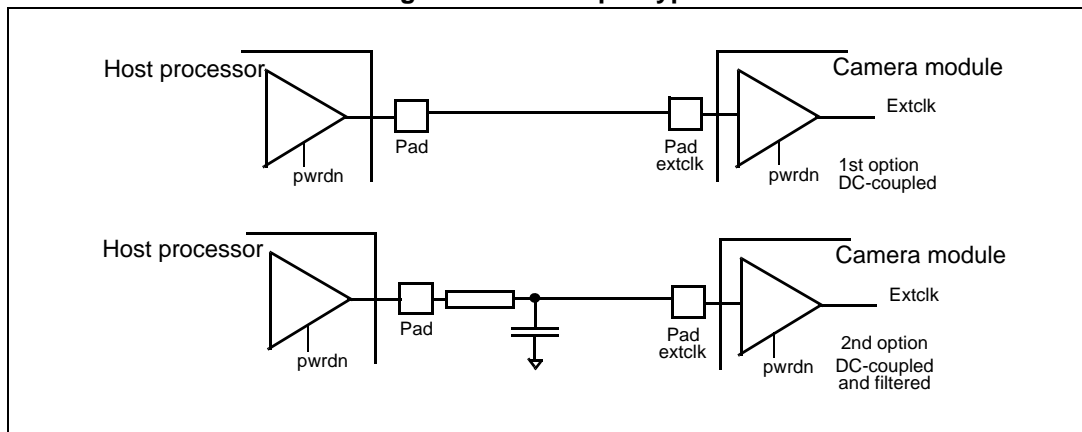 Host processor
Camera module
Extclk
Pad
Pad
extclk
pwrdn
pwrdn
1st option
DC-coupled
Host processor
Camera module
Extclk
Pad
Pad
extclk
pwrdn
pwrdn
2nd option
DC-coupled
and filtered